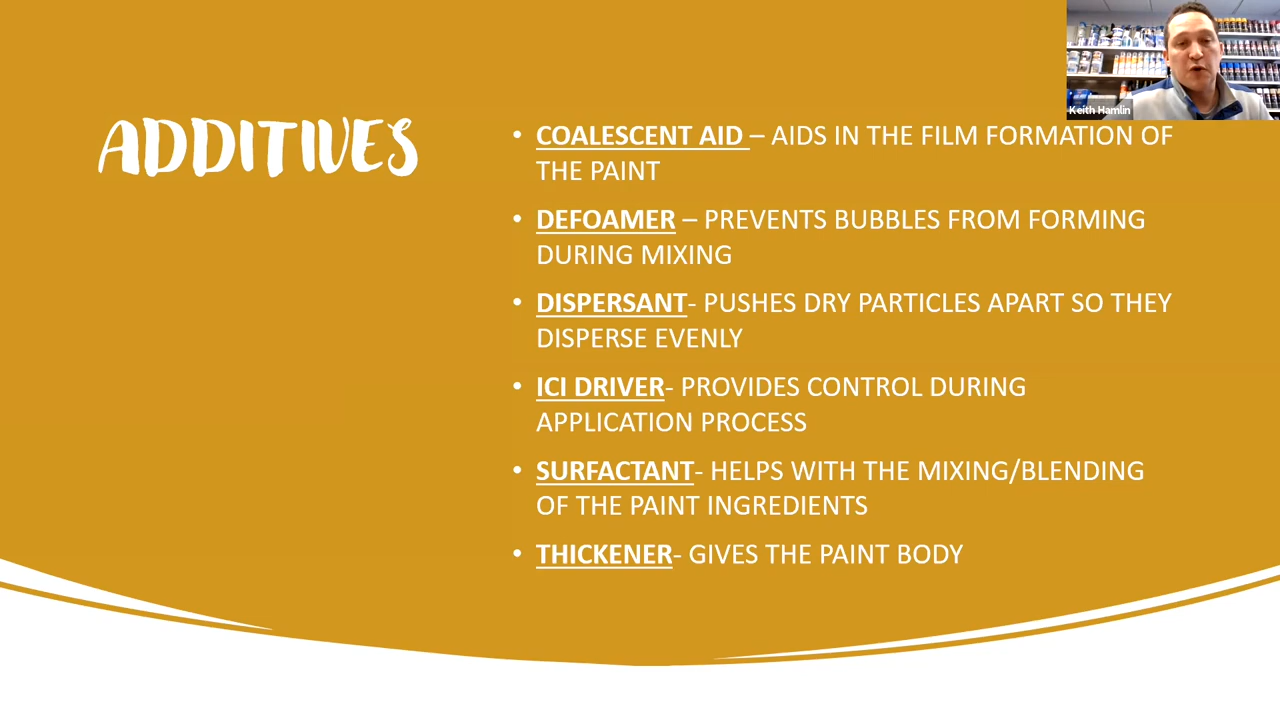 ADDITIVES
• COALESCENT AID – AIDS IN THE FILM FORMATION OF
THE PAINT
• DEFOAMER – PREVENTS BUBBLES FROM FORMING
DURING MIXING
• DISPERSANT- PUSHES DRY PARTICLES APART SO THEY
DISPERSE EVENLY
• ICI DRIVER- PROVIDES CONTROL DURING
APPLICATION PROCESS
• SURFACTANT- HELPS WITH THE MIXING/BLENDING
OF THE PAINT INGREDIENTS
• THICKENER- GIVES THE PAINT BODY
Keith Hamlin